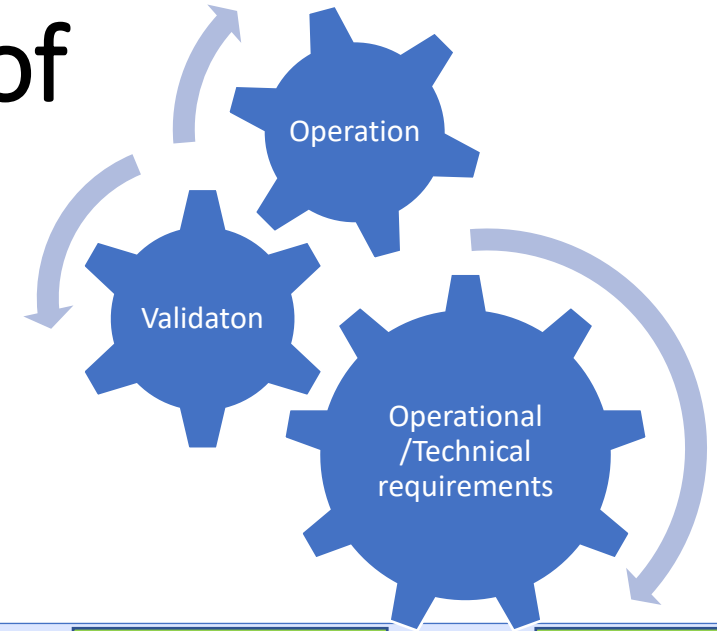 of
Operation
Validaton
Operational
/Technical
requirements